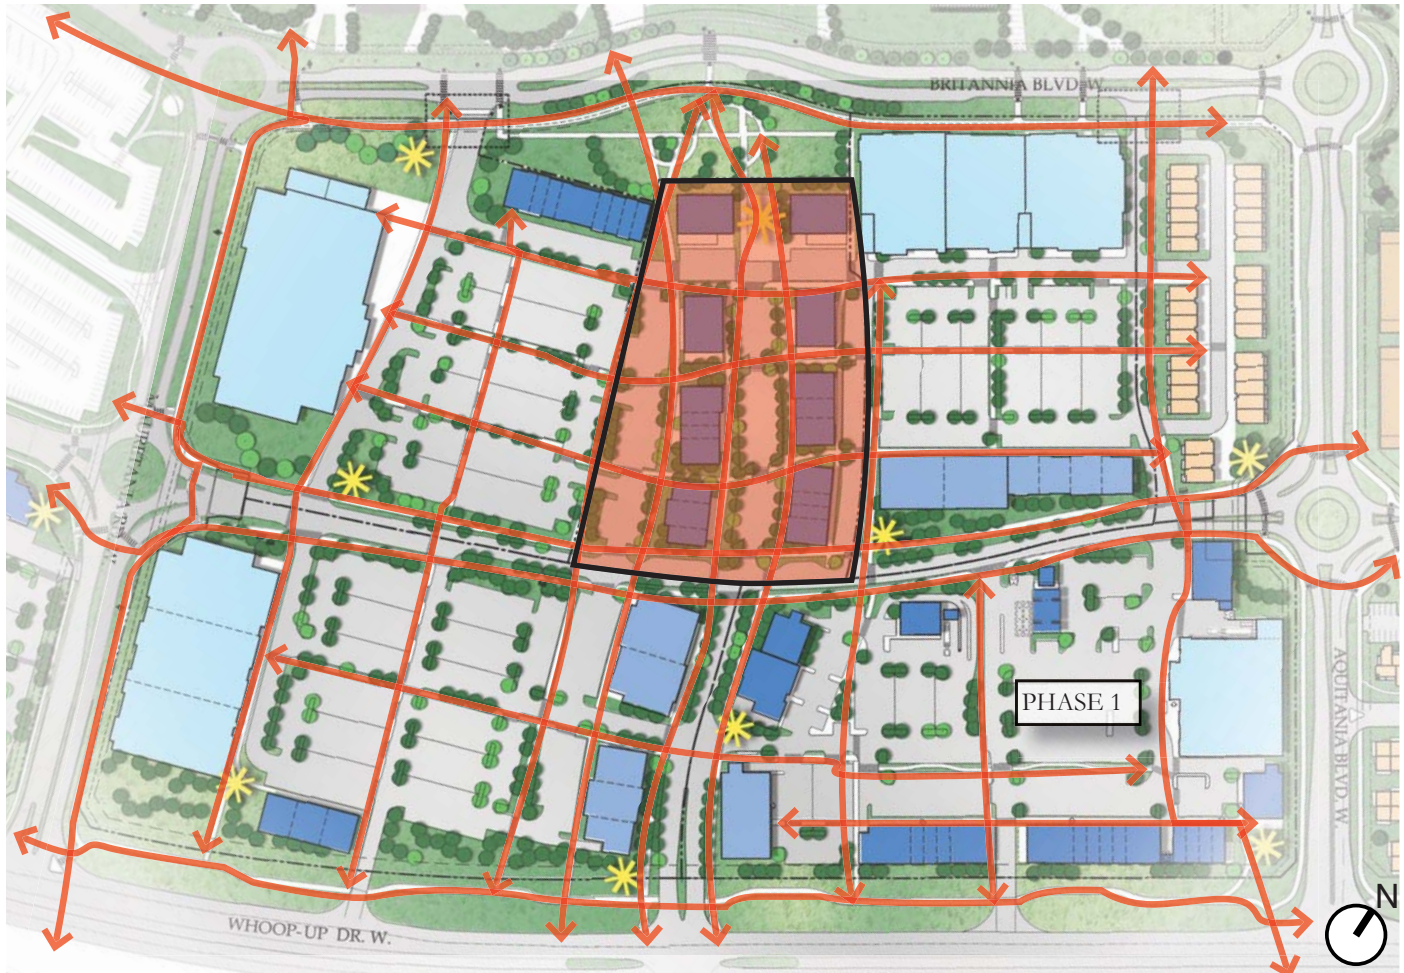 BRITANNIA BLVD. W.
AQUITANIA BLVD. W.
PHASE 1
WHOOP-UP DR. W.
N